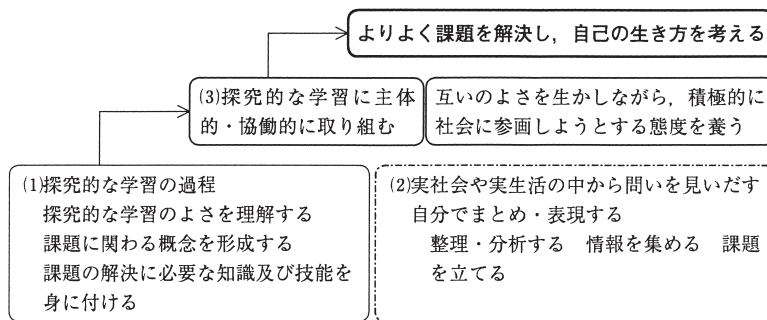 よりよく課題を解決し，自己の生き方を考える
(3)探究的な学習に主体
的・協働的に取り組む
互いのよさを生かしながら，積極的に
社会に参画しようとする態度を養う
(1)探究的な学習の過程
探究的な学習のよさを理解する
課題に関わる概念を形成する
課題の解決に必要な知識及び技能を
身に付ける
(2)実社会や実生活の中から問いを見いだす
自分でまとめ・表現する
整理・分析する　情報を集める　課題
を立てる